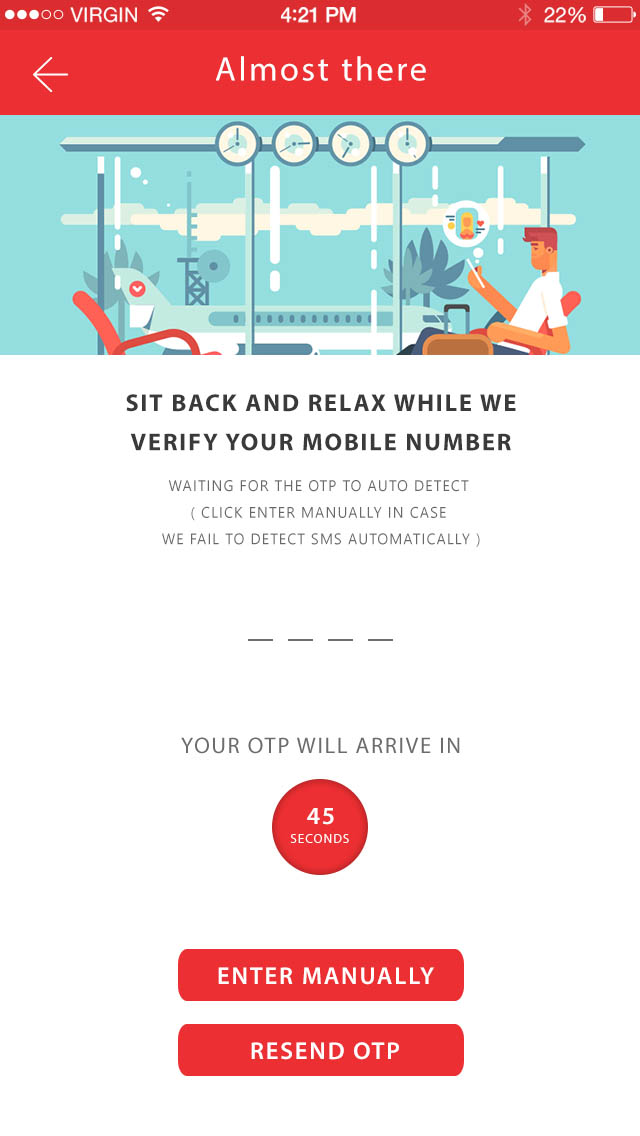 VIRGIN 4:21 PM 22%
Almost there
SIT BACK AND RELAX WHILE WE
VERIFY YOUR MOBILE NUMBER
WAITING FOR THE OTP TO AUTO DETECT
( CLICK ENTER MANUALLY IN CASE
WE FAIL TO DETECT SMS AUTOMATICALLY )
YOUR OTP WILL ARRIVE IN
45
SECONDS
ENTER MANUALLY
RESEND OTP